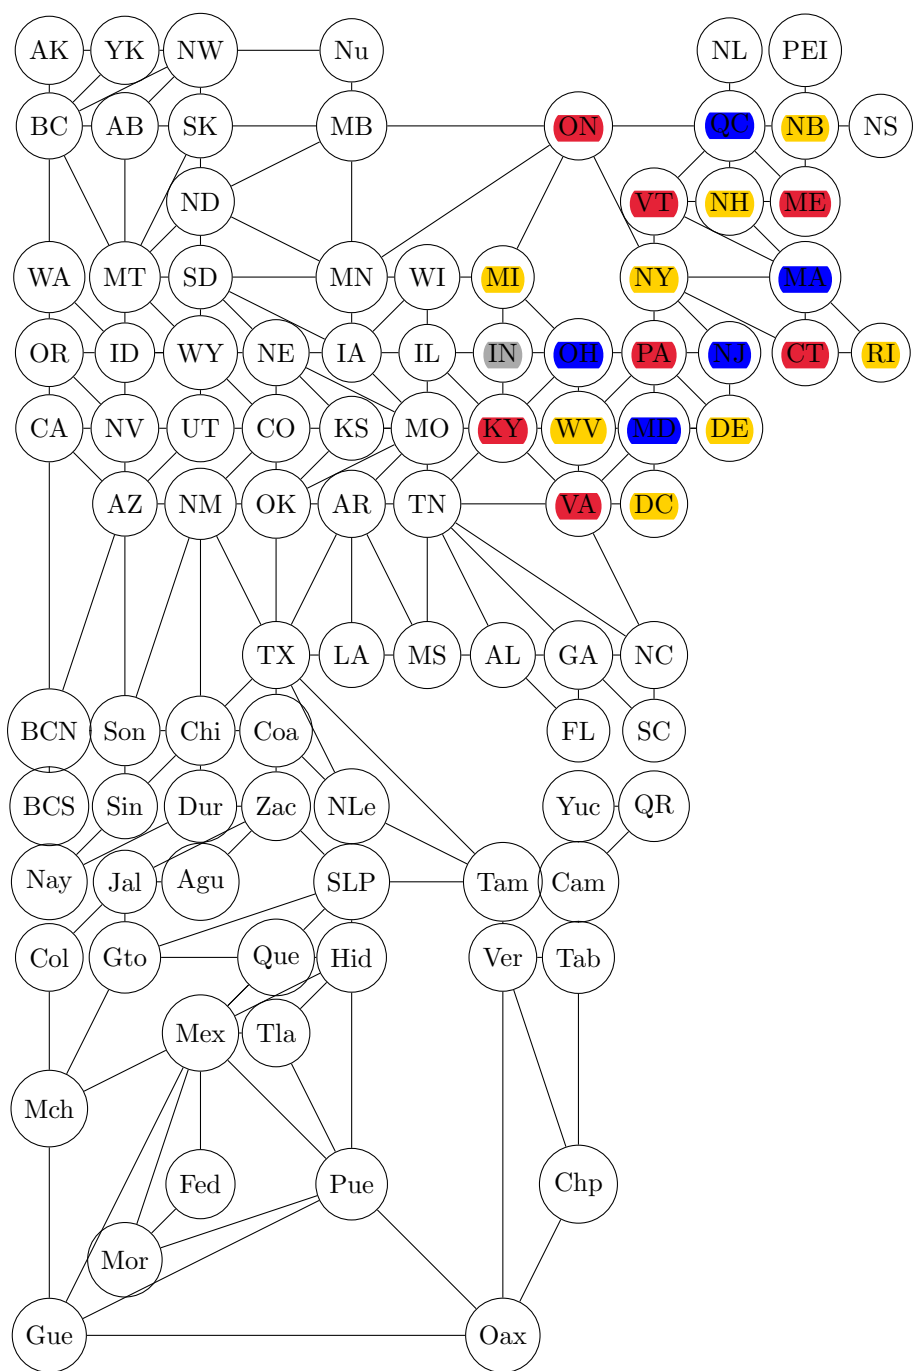 AK YK NW Nu NL PEI
BC AB SK MB ON QC NB NS
ND VT NH ME
WA MT SD MN WI MI NY MA
OR ID WY NE IA IL IN OH PA NJ CT RI
CA NV UT CO KS MO KY WV MD DE
AZ NM OK AR TN VA DC
TX LA MS AL GA NC
BCN Son Chi Coa FL SC
BCS Sin Dur Zac NLe Yuc QR
Nay Jal Agu SLP Tam Cam
Col Gto Que Hid Ver Tab
Mex Tla
Mch
Fed Pue Chp
Mor
Gue Oax